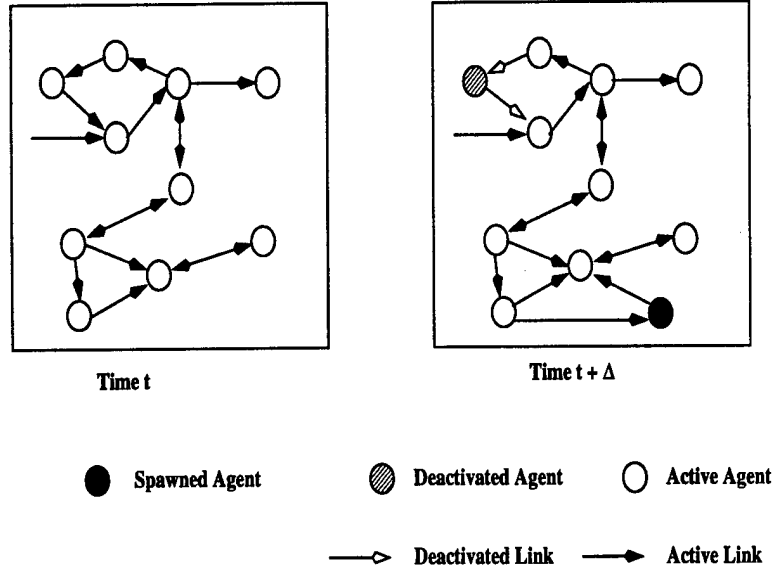 Time t
Time t + Δ
Spawned Agent
Deactivated Agent
Active Agent
Deactivated Link
Active Link